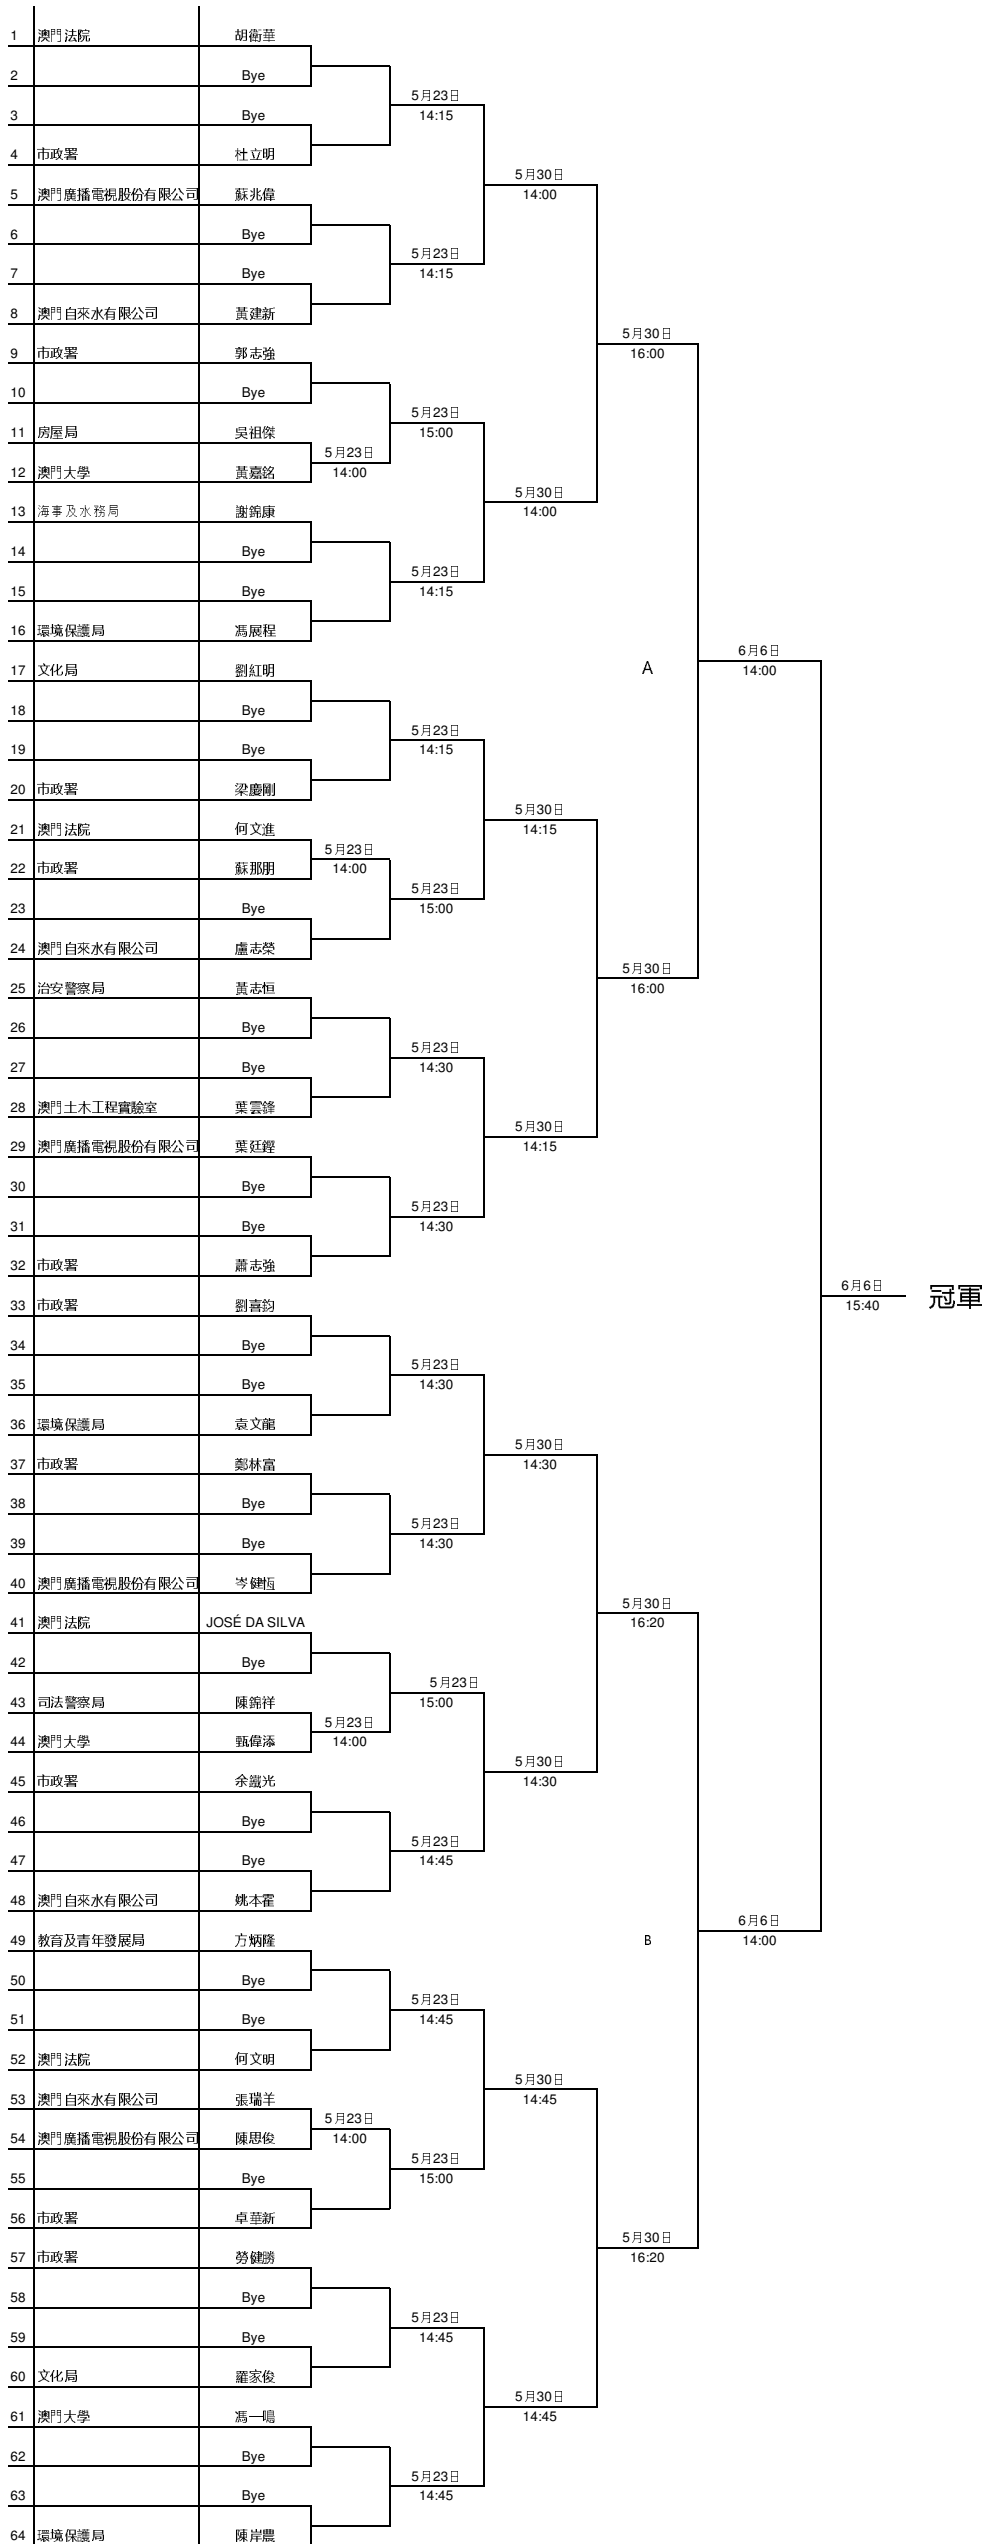 1 澳門法院 胡衛華
2 Bye
5月23日
3 Bye 14:15
4 市政署 杜立明
5月30日
5 澳門廣播電視股份有限公司 蘇兆偉 14:00
6 Bye
5月23日
7 Bye 14:15
8 澳門自來水有限公司 黃建新
5月30日
9 市政署 郭志強 16:00
10 Bye
5月23日
11 房屋局 吳祖傑 15:00
5月23日
12 澳門大學 黃嘉銘 14:00
5月30日
13 海事及水務局 謝錦康 14:00
14 Bye
5月23日
15 Bye 14:15
16 環境保護局 馮展程
6月6日
17 文化局 劉紅明 A 14:00
18 Bye
5月23日
19 Bye 14:15
20 市政署 梁慶剛
5月30日
21 澳門法院 何文進 14:15
5月23日
22 市政署 蘇那朋 14:00
5月23日
23 Bye 15:00
24 澳門自來水有限公司 盧志榮
5月30日
25 治安警察局 黃志恒 16:00
26 Bye
5月23日
27 Bye 14:30
28 澳門土木工程實驗室 葉雲鋒
5月30日
29 澳門廣播電視股份有限公司 葉廷鏗 14:15
30 Bye
5月23日
31 Bye 14:30
32 市政署 蕭志強
6月6日 冠軍
33 市政署 劉喜鈞 15:40
34 Bye
5月23日
35 Bye 14:30
36 環境保護局 袁文龍
5月30日
37 市政署 鄭林富 14:30
38 Bye
5月23日
39 Bye 14:30
40 澳門廣播電視股份有限公司 岑健恆
5月30日
41 澳門法院 JOSÉ DA SILVA 16:20
42 Bye
5月23日
43 司法警察局 陳錦祥 15:00
5月23日
44 澳門大學 甄偉添 14:00
5月30日
45 市政署 余鐵光 14:30
46 Bye
5月23日
47 Bye 14:45
48 澳門自來水有限公司 姚本霍
6月6日
49 教育及青年發展局 方炳隆 B 14:00
50 Bye
5月23日
51 Bye 14:45
52 澳門法院 何文明
5月30日
53 澳門自來水有限公司 張瑞羊 14:45
5月23日
54 澳門廣播電視股份有限公司 陳思俊 14:00
5月23日
55 Bye 15:00
56 市政署 卓華新
5月30日
57 市政署 勞健勝 16:20
58 Bye
5月23日
59 Bye 14:45
60 文化局 羅家俊
5月30日
61 澳門大學 馮一鳴 14:45
62 Bye
5月23日
63 Bye 14:45
64 環境保護局 陳岸農